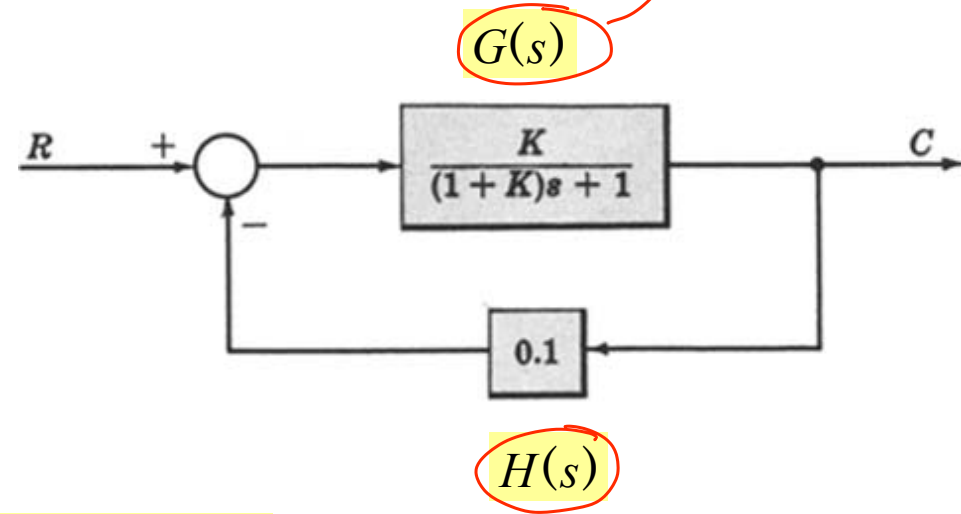 G(s)
R + K C
(1 + K)s + 1
−
0.1
H(s)